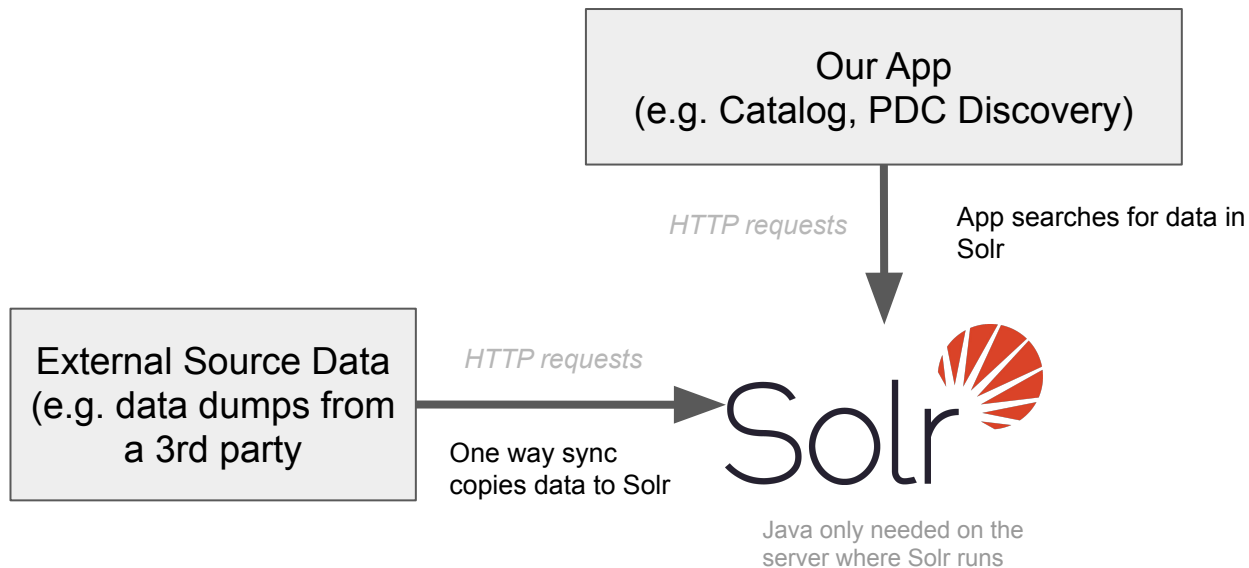 Our App
(e.g. Catalog, PDC Discovery)
HTTP requests
App searches for data in
Solr
External Source Data
(e.g. data dumps from
a 3rd party
HTTP requests
One way sync
copies data to Solr
Solr
Java only needed on the
server where Solr runs